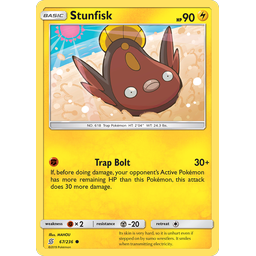 BASIC Stunfisk HP 90
NO. 618 Trap Pokémon HT: 2'04" WT: 24.3 lbs.
Trap Bolt 30+
If, before doing damage, your opponent's Active Pokémon
has more remaining HP than this Pokémon, this attack
does 30 more damage.
weakness ×2 resistance -20 retreat
Illus. MAHOU
67/236
Its skin is very hard, so it is unhurt even if
stepped on by sumo wrestlers. It smiles
when transmitting electricity.
©2019 Pokémon